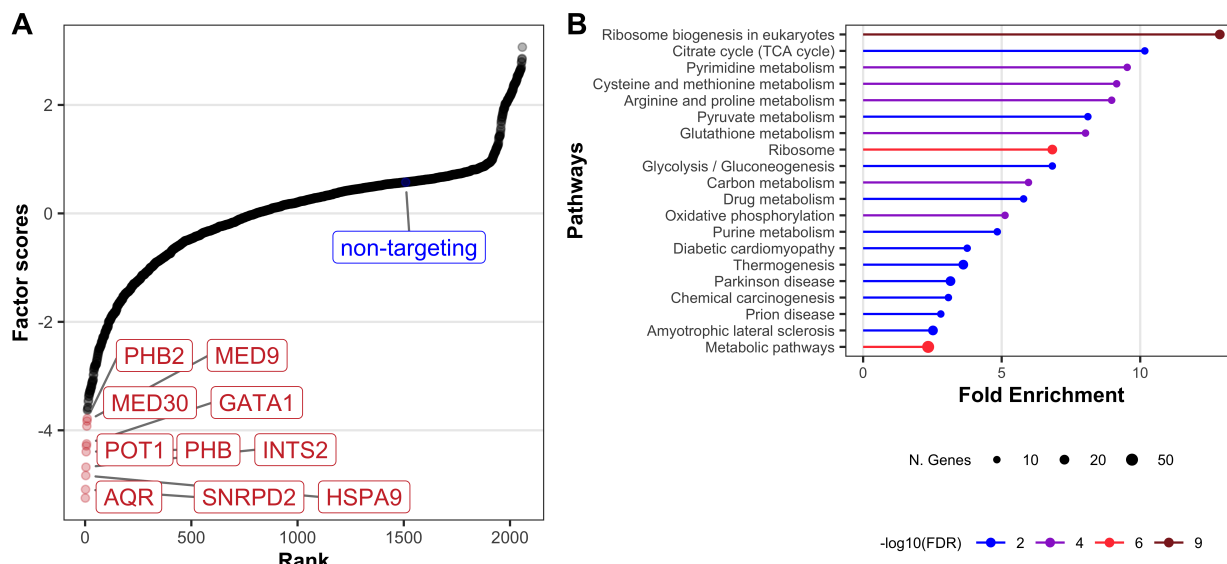 A
Factor scores
2
0
-2
-4
non-targeting
PHB2
MED9
MED30
GATA1
POT1
PHB
INTS2
AQR
SNRPD2
HSPA9
0
500
1000
1500
2000
Rank
B
Pathways
Ribosome biogenesis in eukaryotes
Citrate cycle (TCA cycle)
Pyrimidine metabolism
Cysteine and methionine metabolism
Arginine and proline metabolism
Pyruvate metabolism
Glutathione metabolism
Ribosome
Glycolysis / Gluconeogenesis
Carbon metabolism
Drug metabolism
Oxidative phosphorylation
Purine metabolism
Diabetic cardiomyopathy
Thermogenesis
Parkinson disease
Chemical carcinogenesis
Prion disease
Amyotrophic lateral sclerosis
Metabolic pathways
0
5
10
Fold Enrichment
N. Genes 10 20 50
-log10(FDR) 2 4 6 9